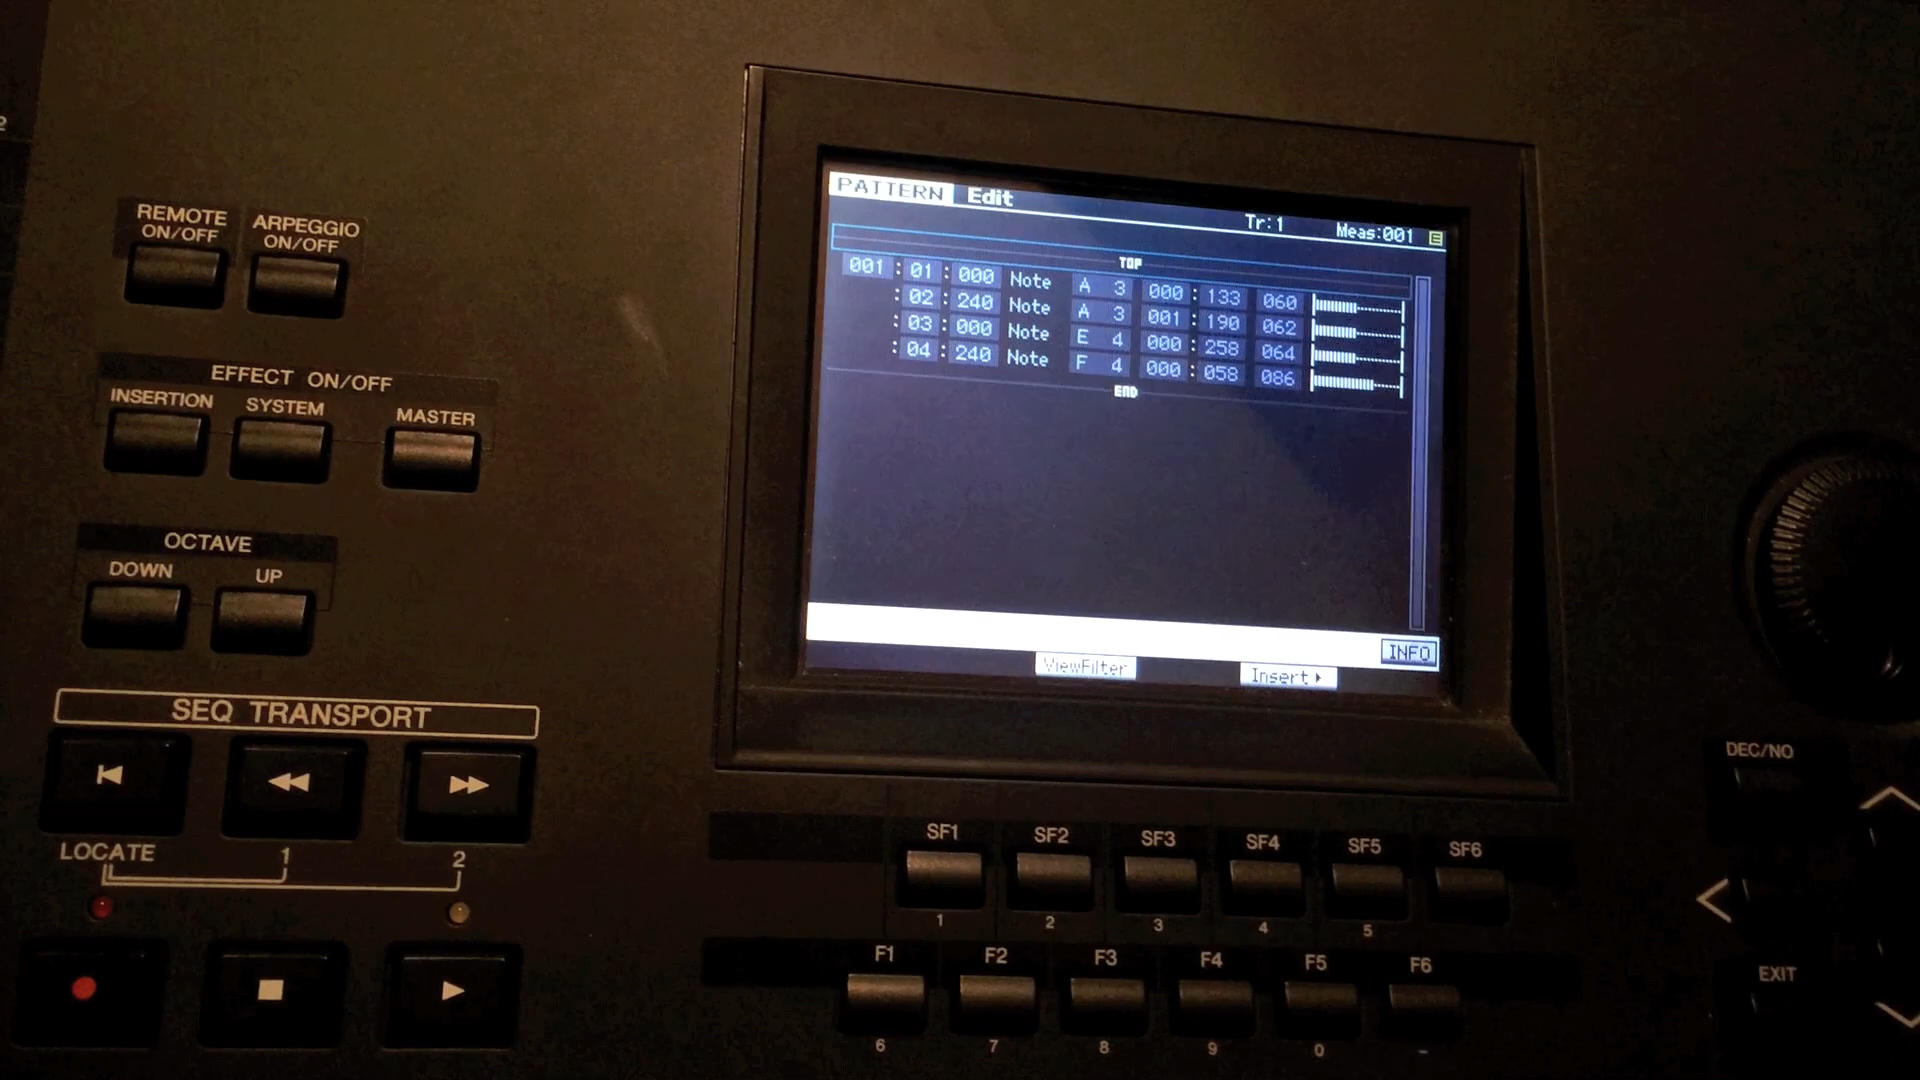 2
REMOTE ON/OFF
ARPEGGIO ON/OFF
EFFECT ON/OFF
INSERTION SYSTEM MASTER
OCTAVE
DOWN UP
SEQ TRANSPORT
LOCATE 1 2
PATTERN Edit
Tr:1 Meas:001 E
TOP
001 : 01 : 000 Note A 3 000 : 133 060
: 02 : 240 Note A 3 001 : 190 062
: 03 : 000 Note E 4 000 : 258 064
: 04 : 240 Note F 4 000 : 058 086
END
INFO
ViewFilter Insert
SF1 SF2 SF3 SF4 SF5 SF6
1 2 3 4 5
F1 F2 F3 F4 F5 F6
6 7 8 9 0 -
DEC/NO
EXIT